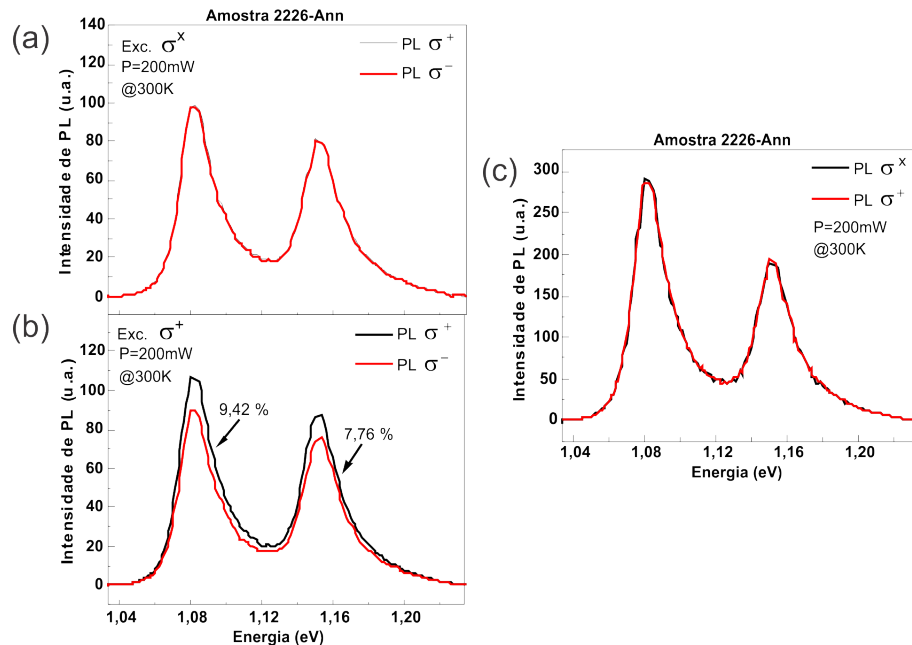 (a)
Amostra 2226-Ann
Exc. σˣ
P=200mW
@300K
PL σ⁺
PL σ⁻
Intensidade de PL (u.a.)
140
120
100
80
60
40
20
0
(b)
Exc. σ⁺
P=200mW
@300K
PL σ⁺
PL σ⁻
9,42 %
7,76 %
Intensidade de PL (u.a.)
120
100
80
60
40
20
0
1,04 1,08 1,12 1,16 1,20
Energia (eV)
(c)
Amostra 2226-Ann
PL σˣ
PL σ⁺
P=200mW
@300K
Intensidade de PL (u.a.)
300
250
200
150
100
50
0
1,04 1,08 1,12 1,16 1,20
Energia (eV)